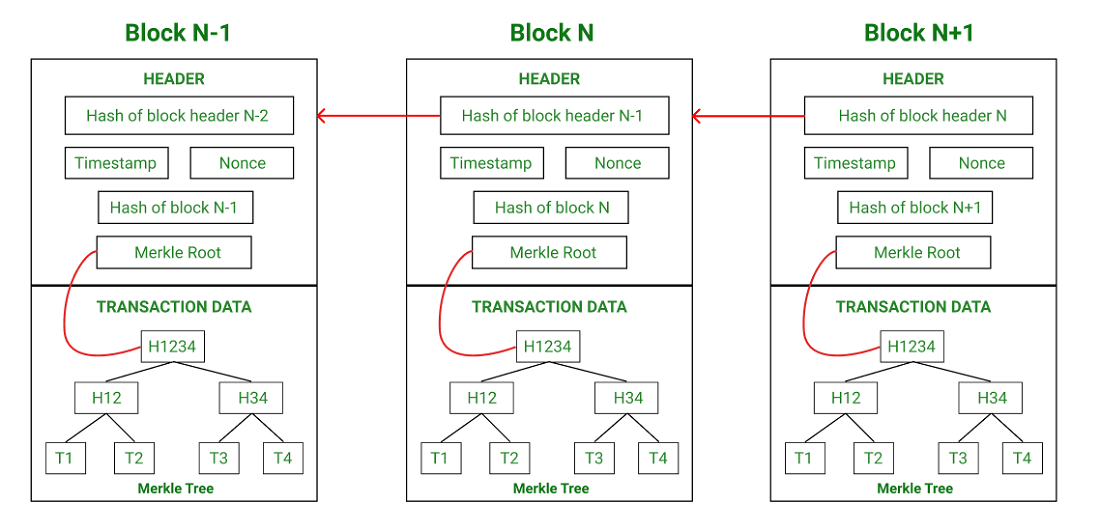 Block N-1
Block N
Block N+1
HEADER
HEADER
HEADER
Hash of block header N-2
Hash of block header N-1
Hash of block header N
Timestamp
Nonce
Timestamp
Nonce
Timestamp
Nonce
Hash of block N-1
Hash of block N
Hash of block N+1
Merkle Root
Merkle Root
Merkle Root
TRANSACTION DATA
TRANSACTION DATA
TRANSACTION DATA
H1234
H1234
H1234
H12
H34
H12
H34
H12
H34
T1
T2
T3
T4
T1
T2
T3
T4
T1
T2
T3
T4
Merkle Tree
Merkle Tree
Merkle Tree